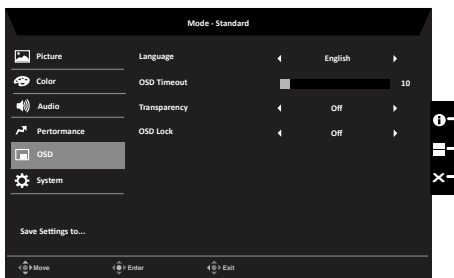 Mode - Standard
Picture
Language
English
Color
OSD Timeout
10
Audio
Transparency
Off
Pertormance
OSD Lock
Off
OSD
System
Save Settings to...
Move
Enter
Exit